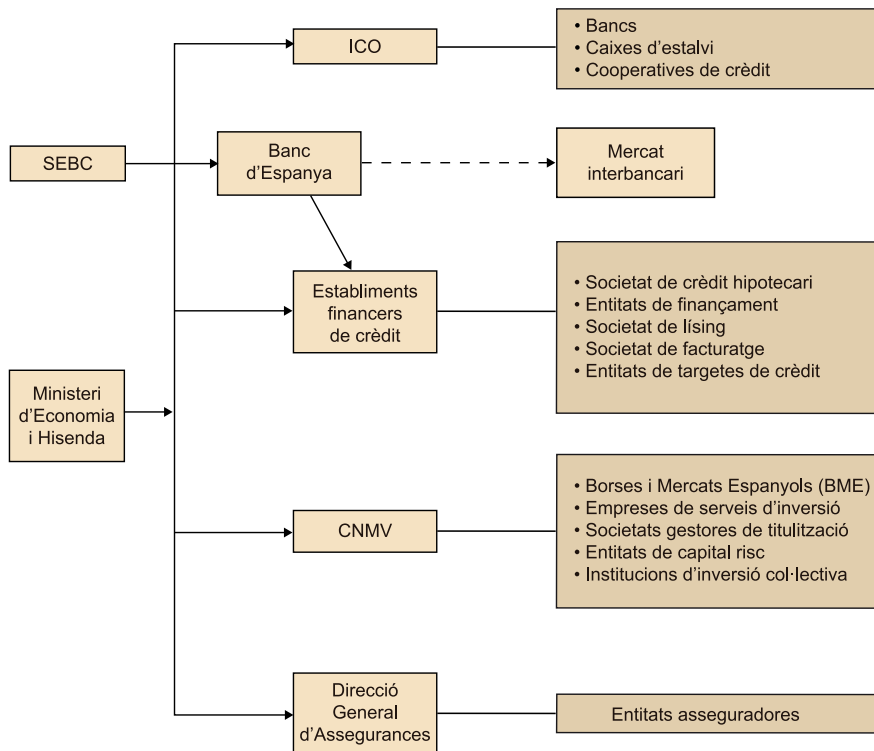 ICO
• Bancs
• Caixes d’estalvi
• Cooperatives de crèdit
SEBC
Banc
d’Espanya
Mercat
interbancari
Establiments
financers
de crèdit
• Societat de crèdit hipotecari
• Entitats de finançament
• Societat de lísing
• Societat de facturatge
• Entitats de targetes de crèdit
Ministeri
d’Economia
i Hisenda
CNMV
• Borses i Mercats Espanyols (BME)
• Empreses de serveis d’inversió
• Societats gestores de titulització
• Entitats de capital risc
• Institucions d’inversió col·lectiva
Direcció
General
d’Assegurances
Entitats asseguradores